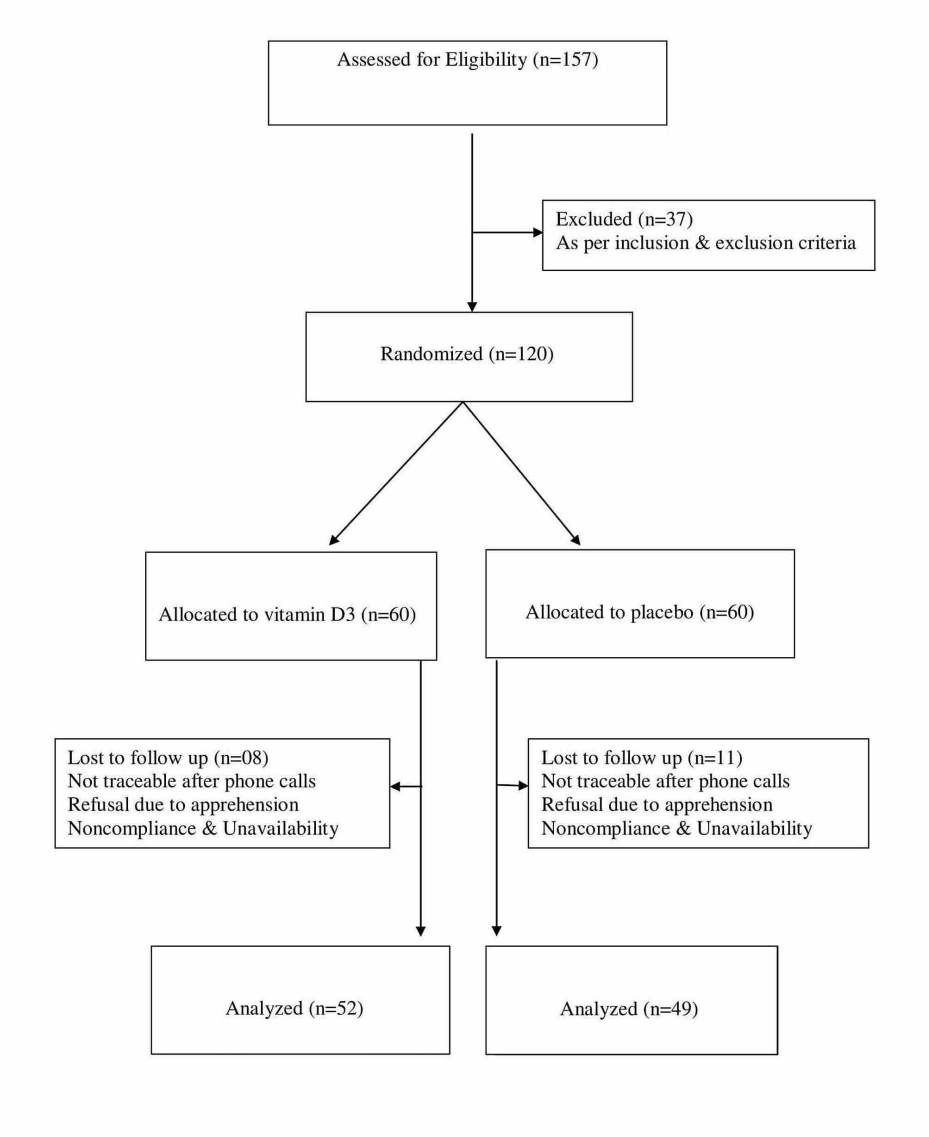 Assessed for Eligibility (n=157)
Excluded (n=37)
As per inclusion & exclusion criteria
Randomized (n=120)
Allocated to vitamin D3 (n=60)
Allocated to placebo (n=60)
Lost to follow up (n=08)
Not traceable after phone calls
Refusal due to apprehension
Noncompliance & Unavailability
Lost to follow up (n=11)
Not traceable after phone calls
Refusal due to apprehension
Noncompliance & Unavailability
Analyzed (n=52)
Analyzed (n=49)